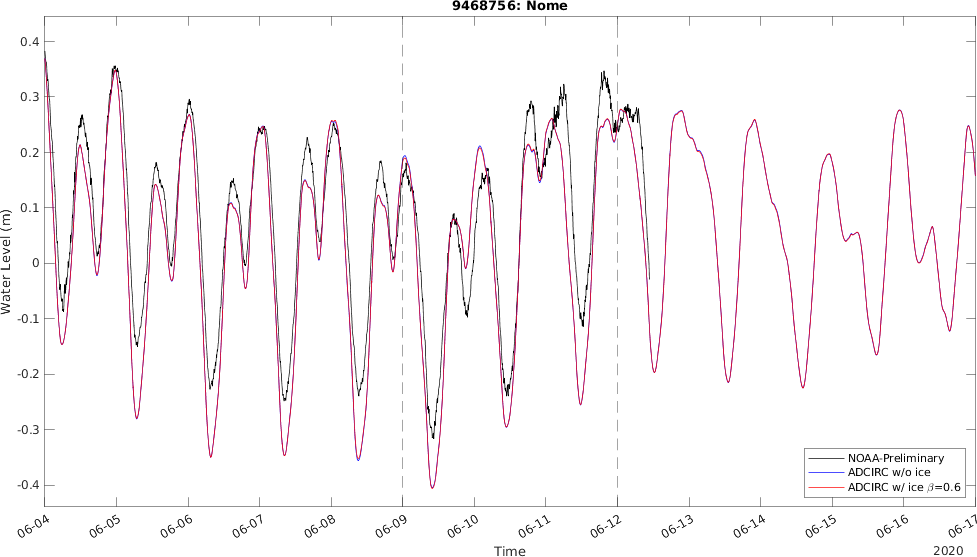 9468756: Nome
Water Level (m)
0.4
0.3
0.2
0.1
0
-0.1
-0.2
-0.3
-0.4
NOAA-Preliminary
ADCIRC w/o ice
ADCIRC w/ ice β=0.6
06-04 06-05 06-06 06-07 06-08 06-09 06-10 06-11 06-12 06-13 06-14 06-15 06-16 06-17
Time
2020